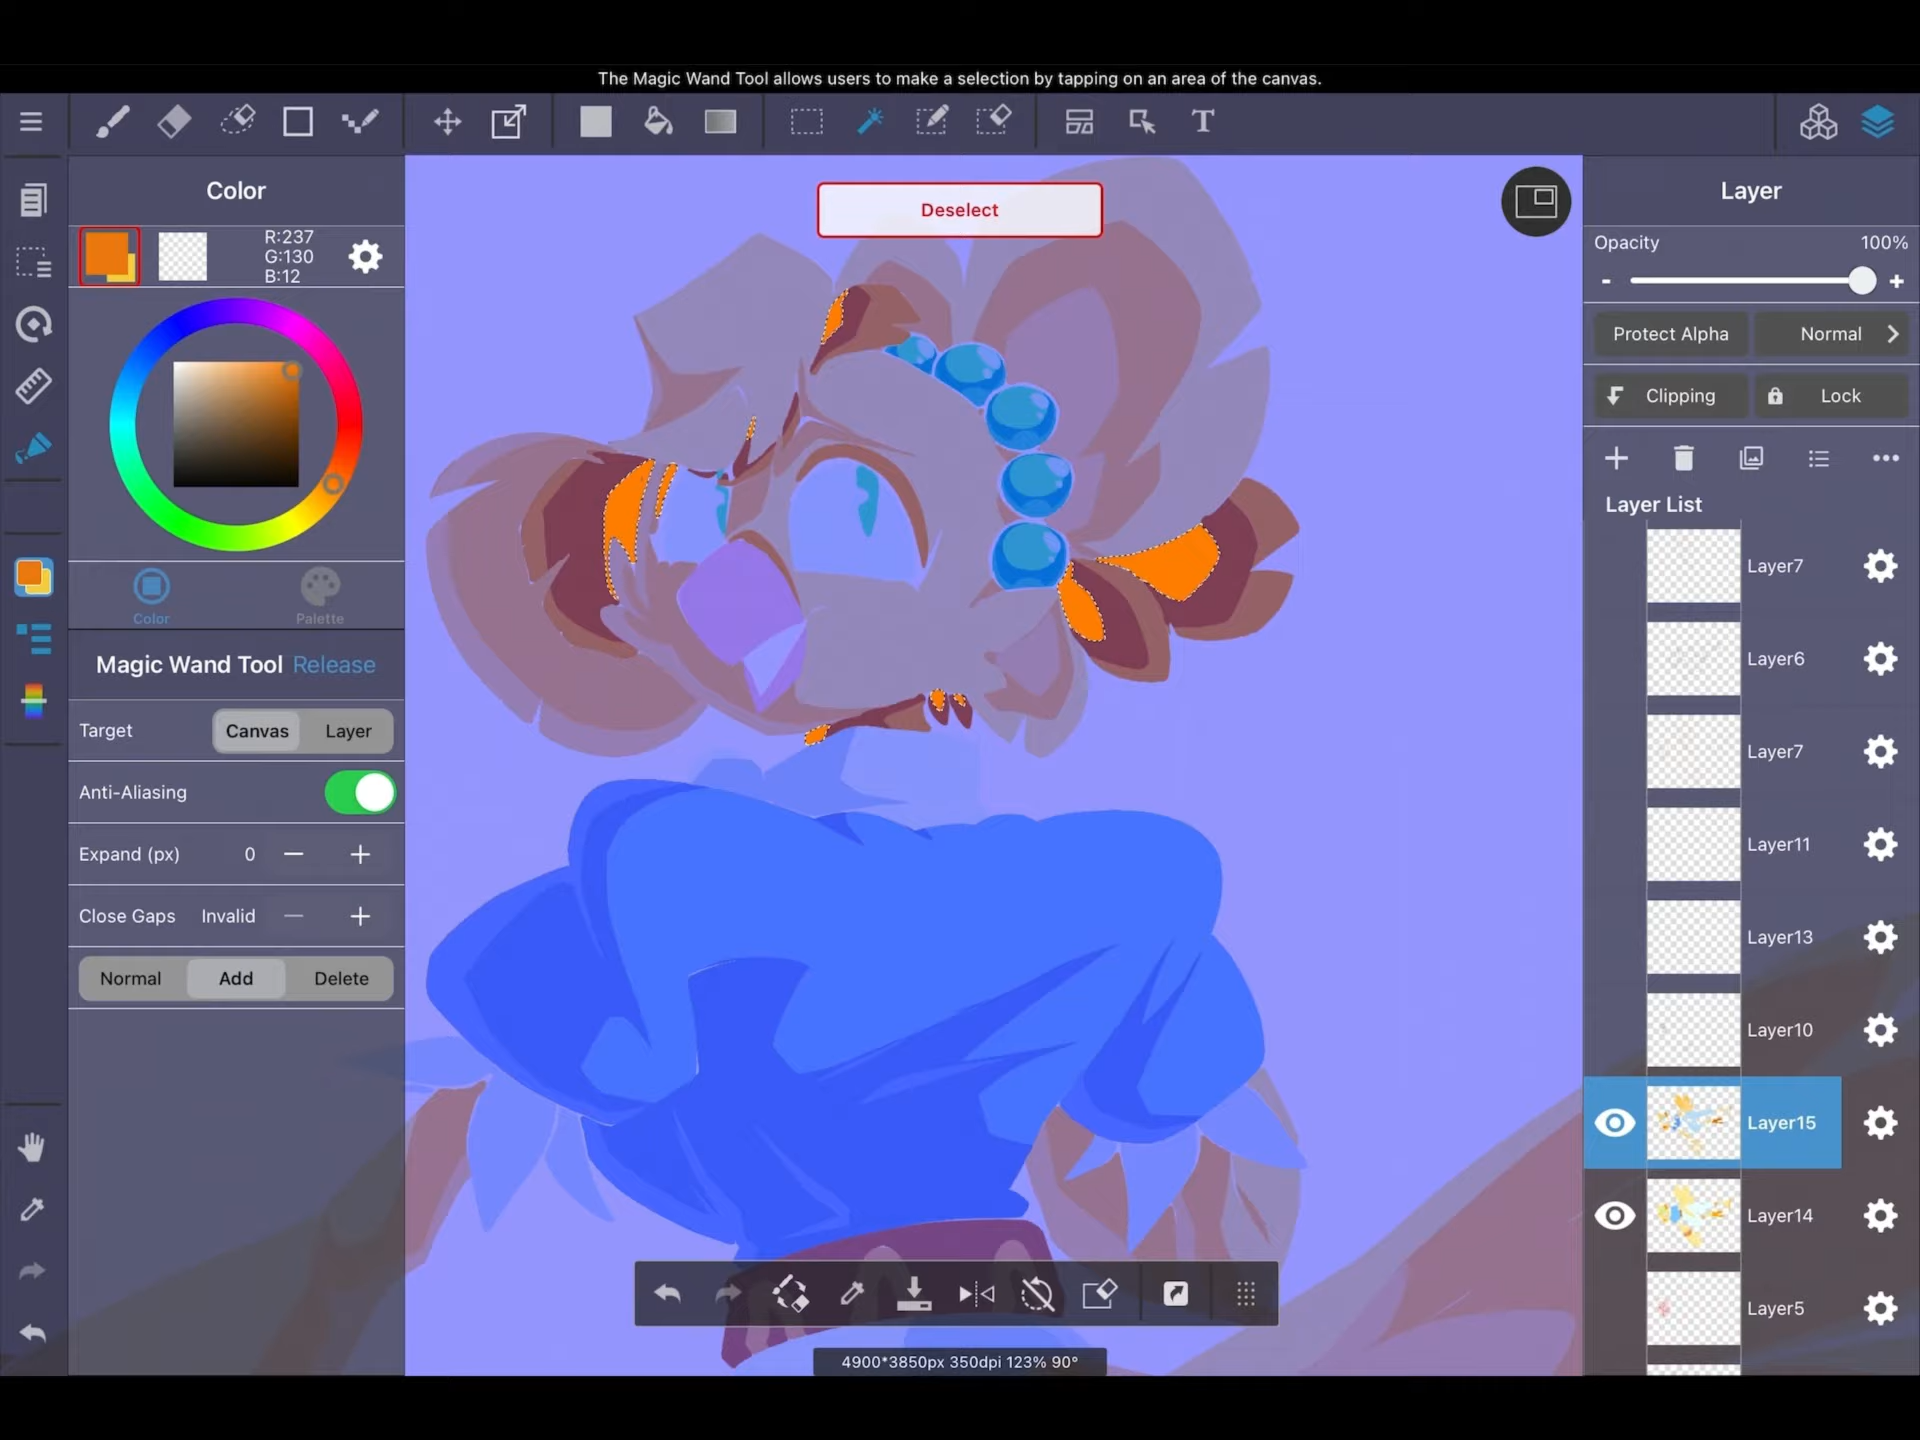 The Magic Wand Tool allows users to make a selection by tapping on an area of the canvas.
T
Color
R:237
G:130
B:12
Color
Palette
Magic Wand Tool Release
Target Canvas Layer
Anti-Aliasing
Expand (px) 0
Close Gaps Invalid
Normal Add Delete
Deselect
4900*3850px 350dpi 123% 90°
Layer
Opacity 100%
Protect Alpha Normal
Clipping Lock
Layer List
Layer7
Layer6
Layer7
Layer11
Layer13
Layer10
Layer15
Layer14
Layer5